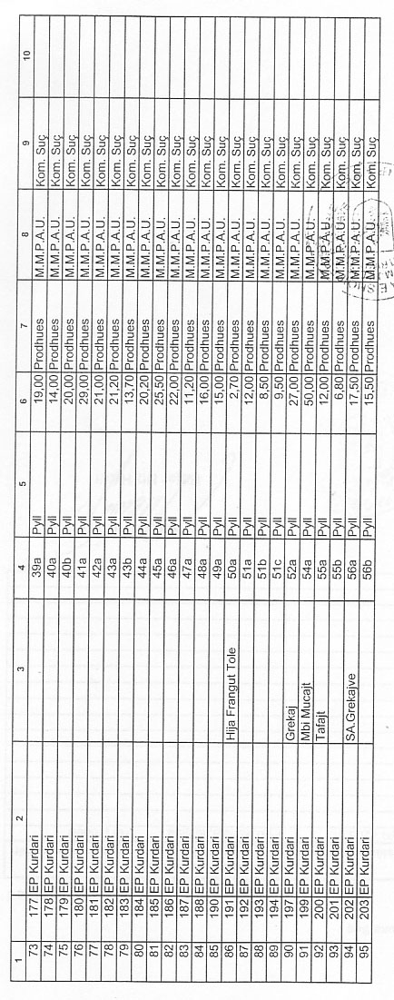 1 2 3 4 5 6 7 8 9 10
73 177 EP Kurdari 39a Pyll 19,00 Prodhues M.M.P.A.U. Kom. Suç
74 178 EP Kurdari 40a Pyll 14,00 Prodhues M.M.P.A.U. Kom. Suç
75 179 EP Kurdari 40b Pyll 20,00 Prodhues M.M.P.A.U. Kom. Suç
76 180 EP Kurdari 41a Pyll 29,00 Prodhues M.M.P.A.U. Kom. Suç
77 181 EP Kurdari 42a Pyll 21,00 Prodhues M.M.P.A.U. Kom. Suç
78 182 EP Kurdari 43a Pyll 21,20 Prodhues M.M.P.A.U. Kom. Suç
79 183 EP Kurdari 43b Pyll 13,70 Prodhues M.M.P.A.U. Kom. Suç
80 184 EP Kurdari 44a Pyll 20,20 Prodhues M.M.P.A.U. Kom. Suç
81 185 EP Kurdari 45a Pyll 25,50 Prodhues M.M.P.A.U. Kom. Suç
82 186 EP Kurdari 46a Pyll 22,00 Prodhues M.M.P.A.U. Kom. Suç
83 187 EP Kurdari 47a Pyll 11,20 Prodhues M.M.P.A.U. Kom. Suç
84 188 EP Kurdari 48a Pyll 16,00 Prodhues M.M.P.A.U. Kom. Suç
85 190 EP Kurdari 49a Pyll 15,00 Prodhues M.M.P.A.U. Kom. Suç
86 191 EP Kurdari Hija Frangut Tole 50a Pyll 2,70 Prodhues M.M.P.A.U. Kom. Suç
87 192 EP Kurdari 51a Pyll 12,00 Prodhues M.M.P.A.U. Kom. Suç
88 193 EP Kurdari 51b Pyll 8,50 Prodhues M.M.P.A.U. Kom. Suç
89 194 EP Kurdari 51c Pyll 9,50 Prodhues M.M.P.A.U. Kom. Suç
90 197 EP Kurdari Grekaj 52a Pyll 27,00 Prodhues M.M.P.A.U. Kom. Suç
91 199 EP Kurdari Mbi Mucajt 54a Pyll 50,00 Prodhues M.M.P.A.U. Kom. Suç
92 200 EP Kurdari Tafajt 55a Pyll 12,00 Prodhues M.M.P.A.U. Kom. Suç
93 201 EP Kurdari 55b Pyll 6,80 Prodhues M.M.P.A.U. Kom. Suç
94 202 EP Kurdari SA.Grekajve 56a Pyll 17,50 Prodhues M.M.P.A.U. Kom. Suç
95 203 EP Kurdari 56b Pyll 15,50 Prodhues M.M.P.A.U. Kom. Suç